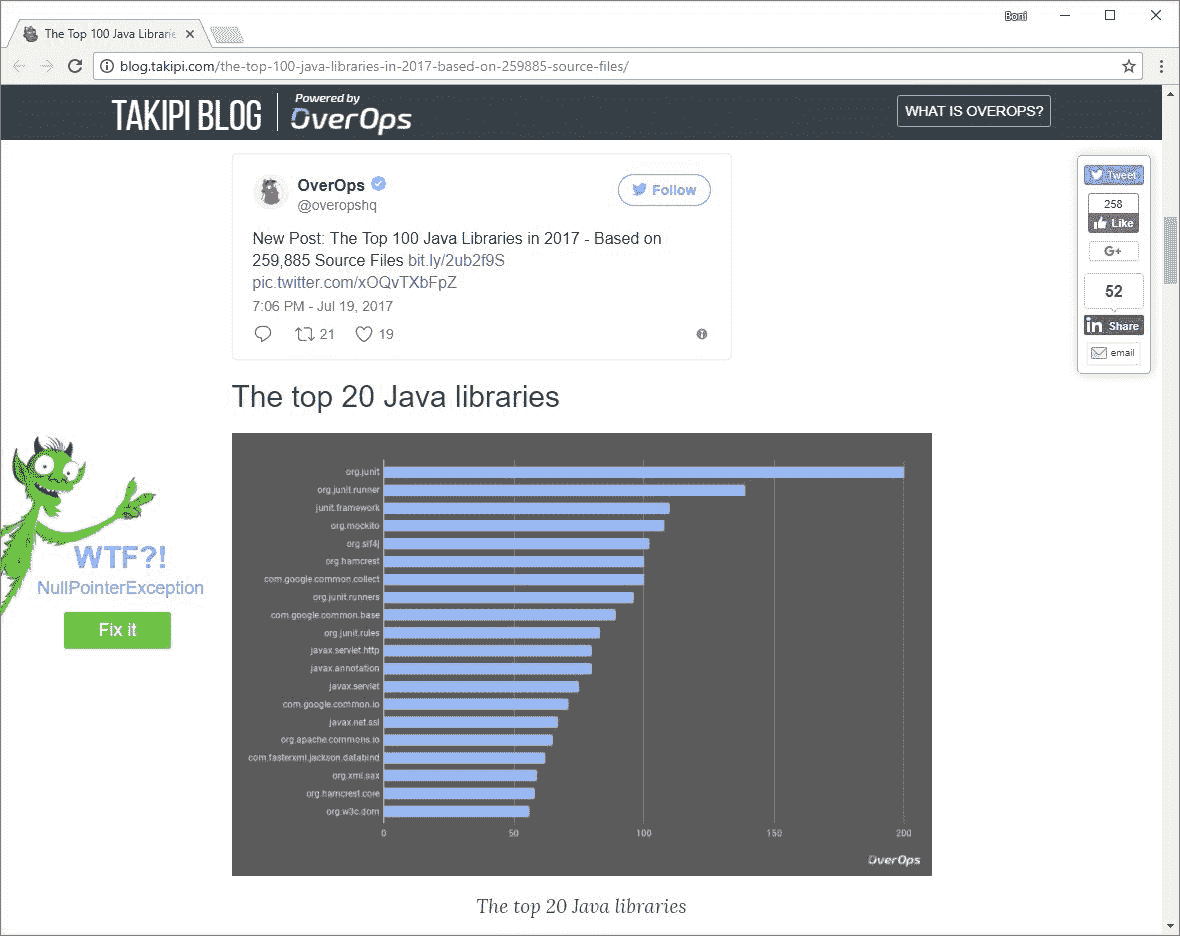 Boni
The Top 100 Java Librarie
blog.takipi.com/the-top-100-java-libraries-in-2017-based-on-259885-source-files/
TAKIPI BLOG
Powered by
OverOps
WHAT IS OVEROPS?
OverOps
@overopshq
Follow
New Post: The Top 100 Java Libraries in 2017 - Based on
259,885 Source Files bit.ly/2ub2f9S
pic.twitter.com/xOQvTXbFpZ
7:06 PM - Jul 19, 2017
21 19
Tweet
258
Like
G+
52
in Share
email
The top 20 Java libraries
WTF?!
NullPointerException
Fix it
org.junit
org.junit.runner
junit.framework
org.mockito
org.slf4j
org.hamcrest
com.google.common.collect
org.junit.runners
com.google.common.base
org.junit.rules
javax.servlet.http
javax.annotation
javax.servlet
com.google.common.io
javax.net.ssl
org.apache.commons.io
com.fasterxml.jackson.databind
org.xml.sax
org.hamcrest.core
org.w3c.dom
0 50 100 150 200
OverOps
The top 20 Java libraries